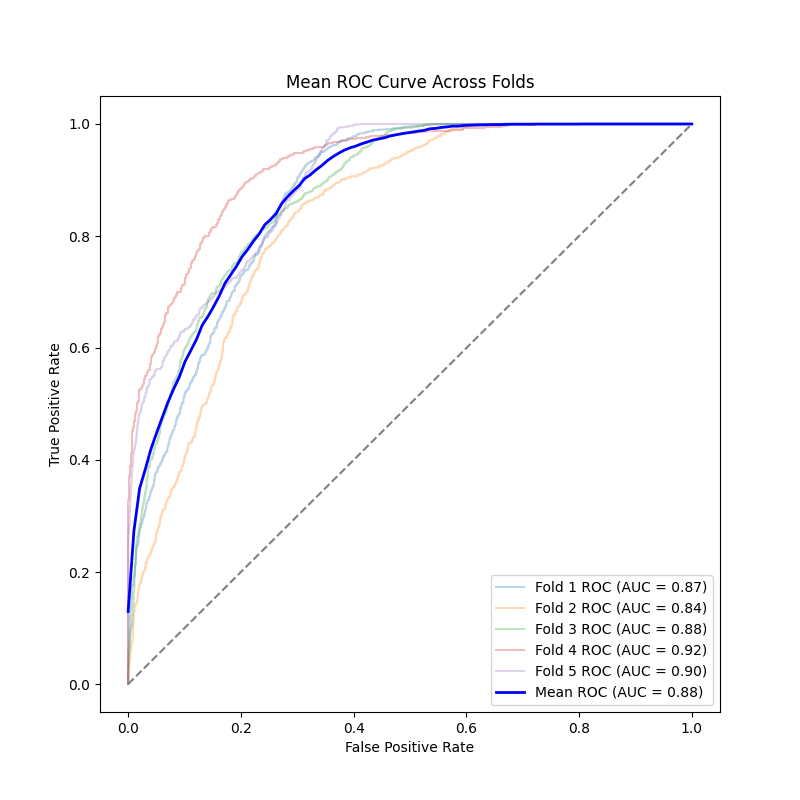 Mean ROC Curve Across Folds
True Positive Rate
1.0
0.8
0.6
0.4
0.2
0.0
0.0 0.2 0.4 0.6 0.8 1.0
False Positive Rate
Fold 1 ROC (AUC = 0.87)
Fold 2 ROC (AUC = 0.84)
Fold 3 ROC (AUC = 0.88)
Fold 4 ROC (AUC = 0.92)
Fold 5 ROC (AUC = 0.90)
Mean ROC (AUC = 0.88)